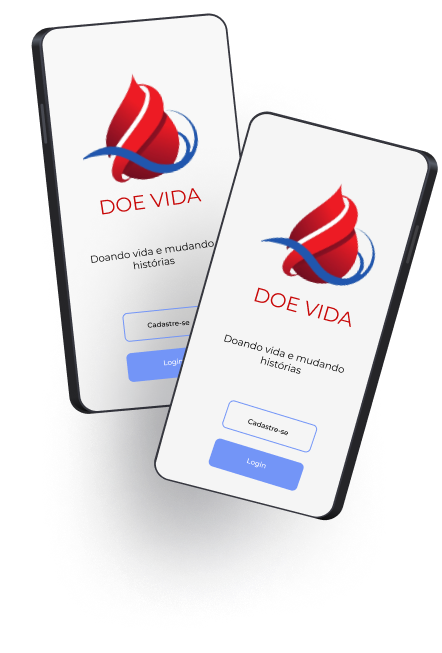 DOE VIDA
Doando vida e mudando
histórias
Cadastre-se
Login
DOE VIDA
Doando vida e mudando
histórias
Cadastre-se
Login